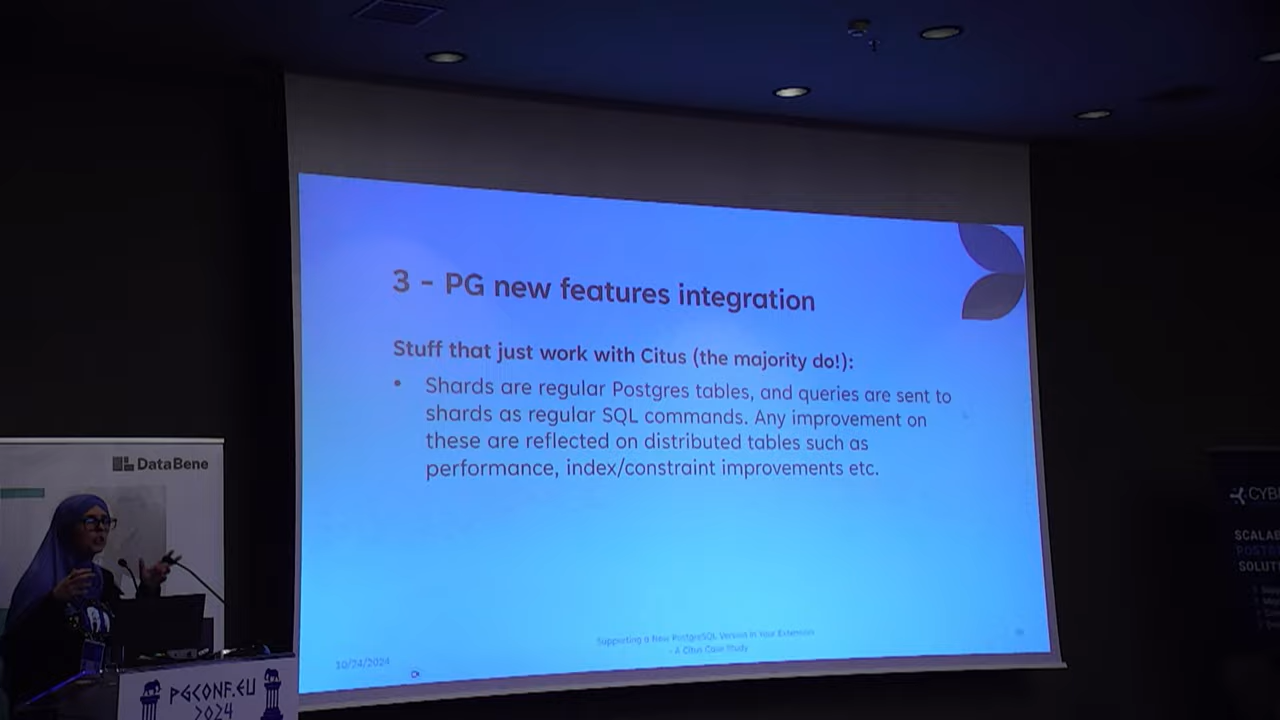 3 - PG new features integration
Stuff that just work with Citus (the majority do!):
• Shards are regular Postgres tables, and queries are sent to
shards as regular SQL commands. Any improvement on
these are reflected on distributed tables such as
performance, index/constraint improvements etc.
10/24/2024
Supporting a New PostgreSQL Version in Your Extension
- A Citus Case Study
DataBene
PGCONF.EU
2024